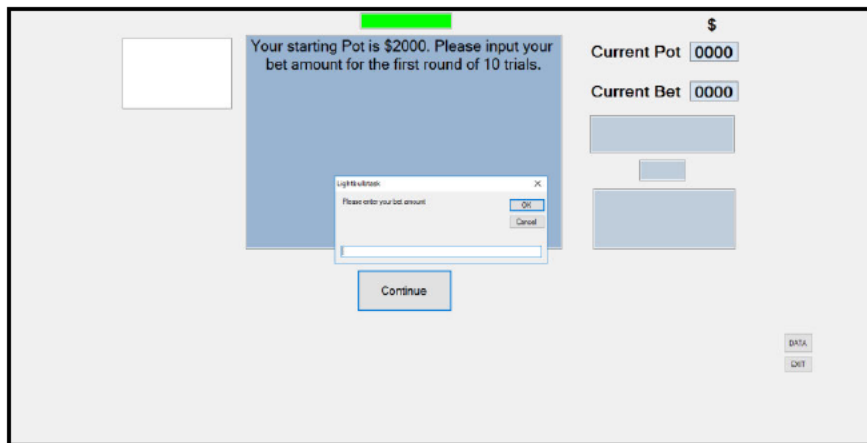 $
Your starting Pot is $2000. Please input your
bet amount for the first round of 10 trials.
Current Pot 0000
Current Bet 0000
Lightbulbtask
Please enter your bet amount
OK
Cancel
Continue
DATA
EXIT